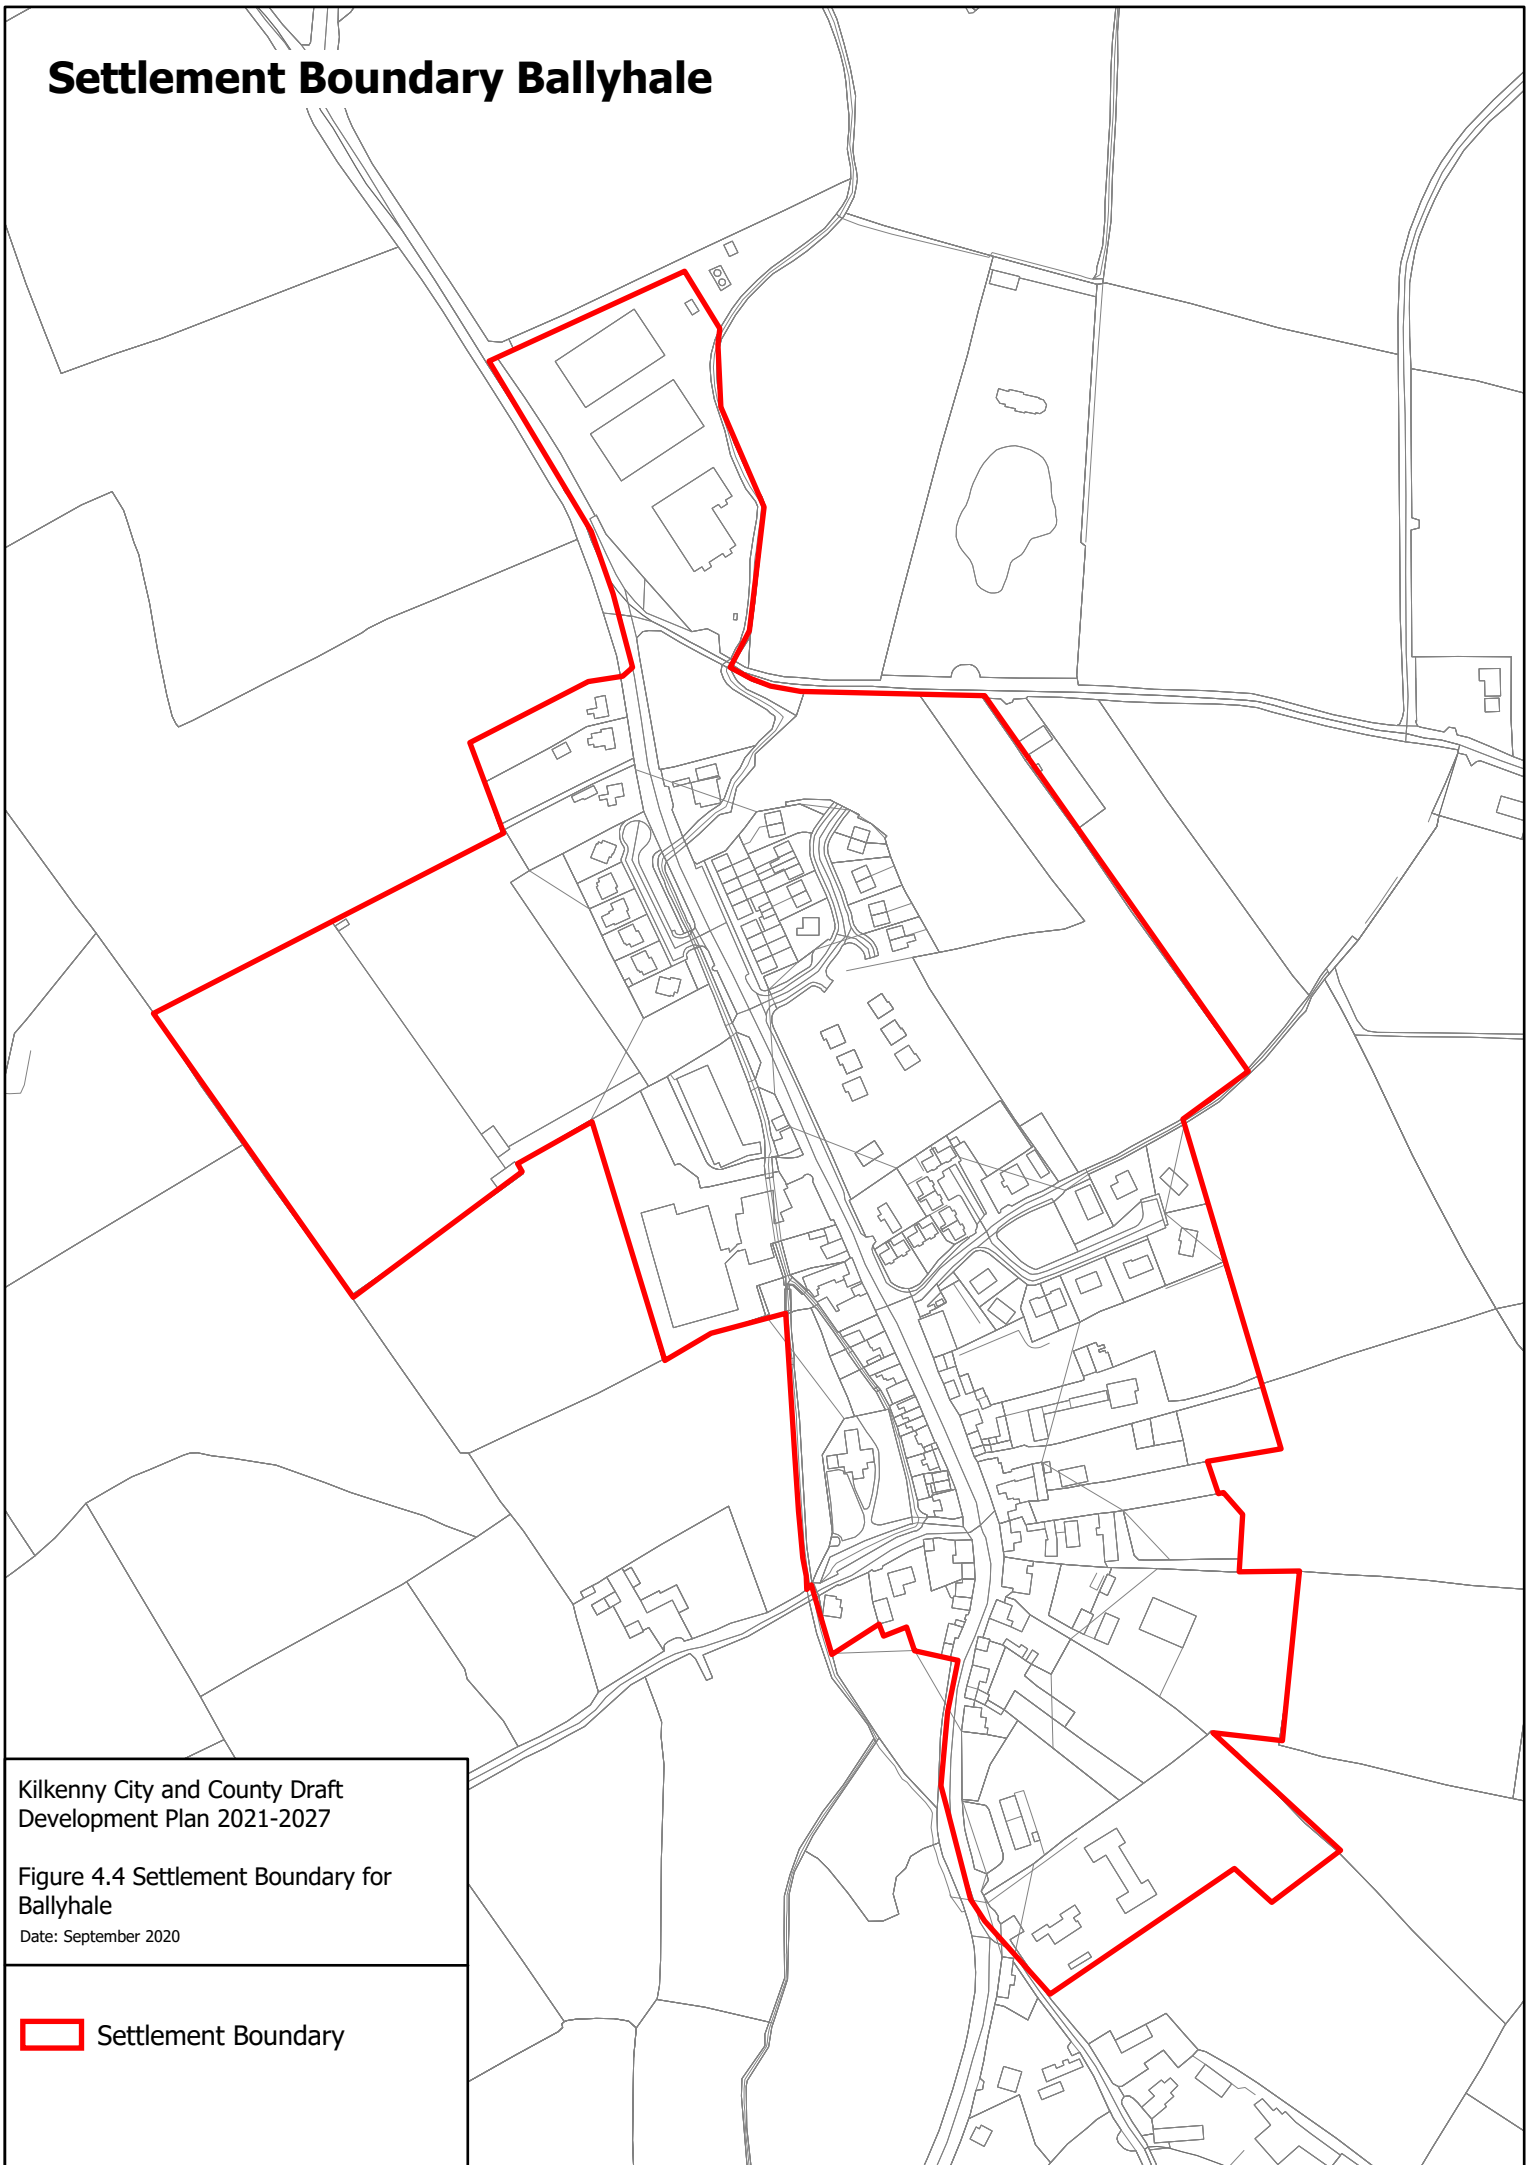 Settlement Boundary Ballyhale
Kilkenny City and County Draft
Development Plan 2021-2027
Figure 4.4 Settlement Boundary for
Ballyhale
Date: September 2020
Settlement Boundary